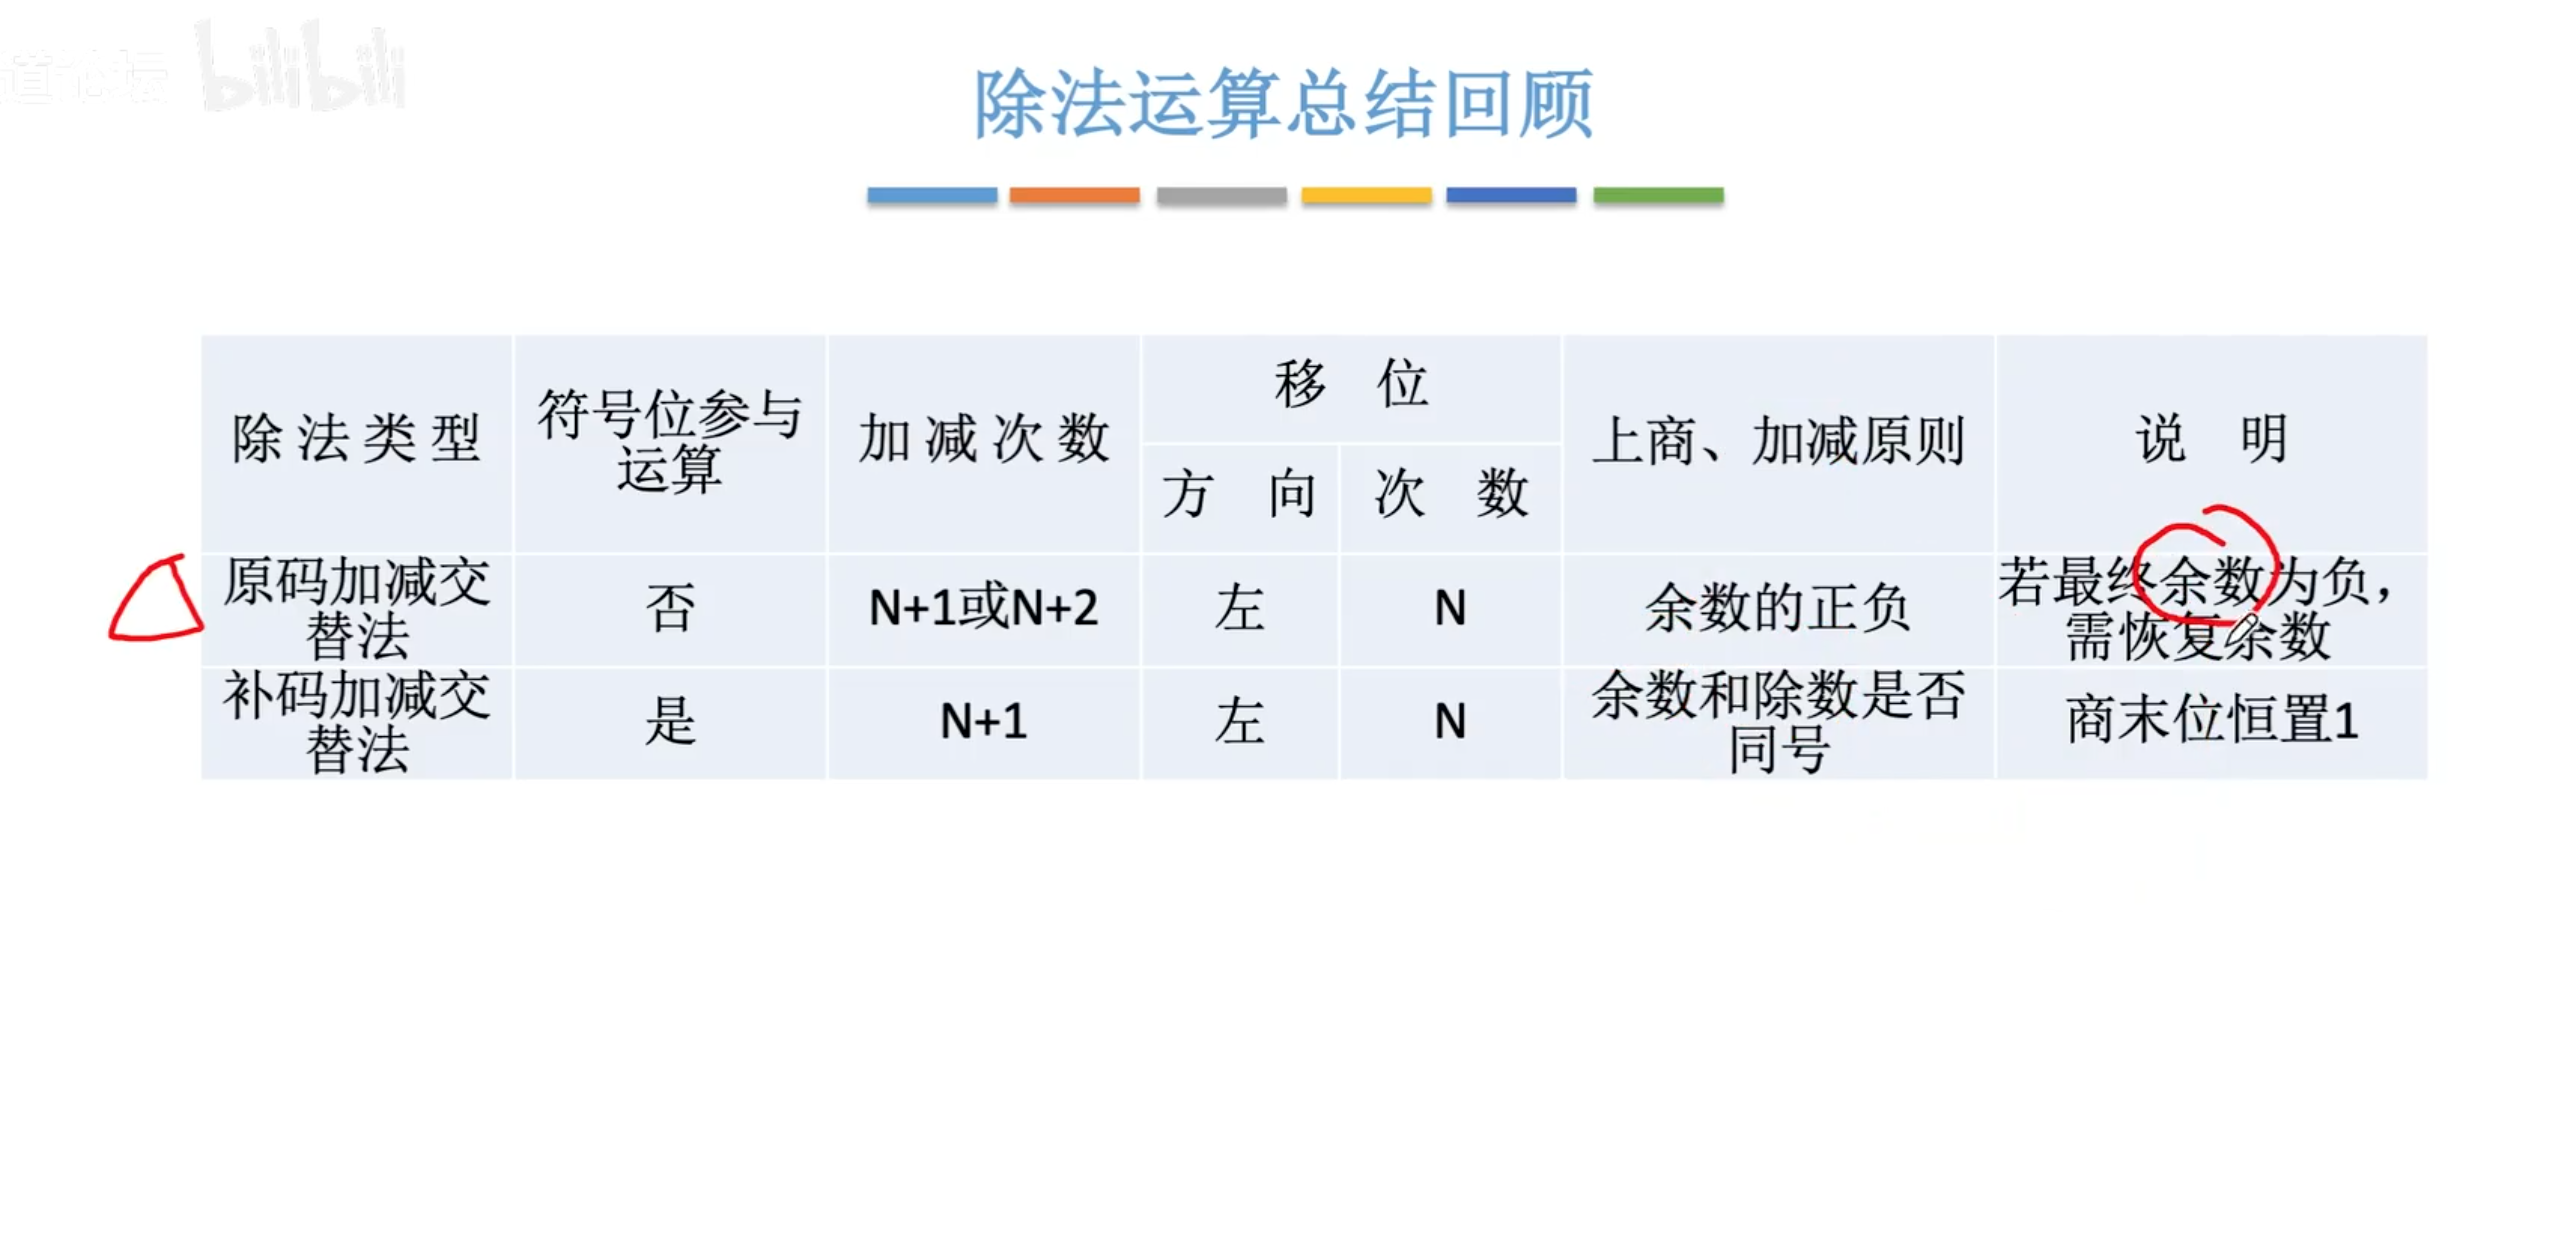 道论坛 bilibili
除法运算总结回顾
除法类型
符号位参与
运算
加减次数
移 位
方 向
次 数
上商、加减原则
说 明
原码加减交
替法
否
N+1或N+2
左
N
余数的正负
若最终余数为负，
需恢复余数
补码加减交
替法
是
N+1
左
N
余数和除数是否
同号
商末位恒置1